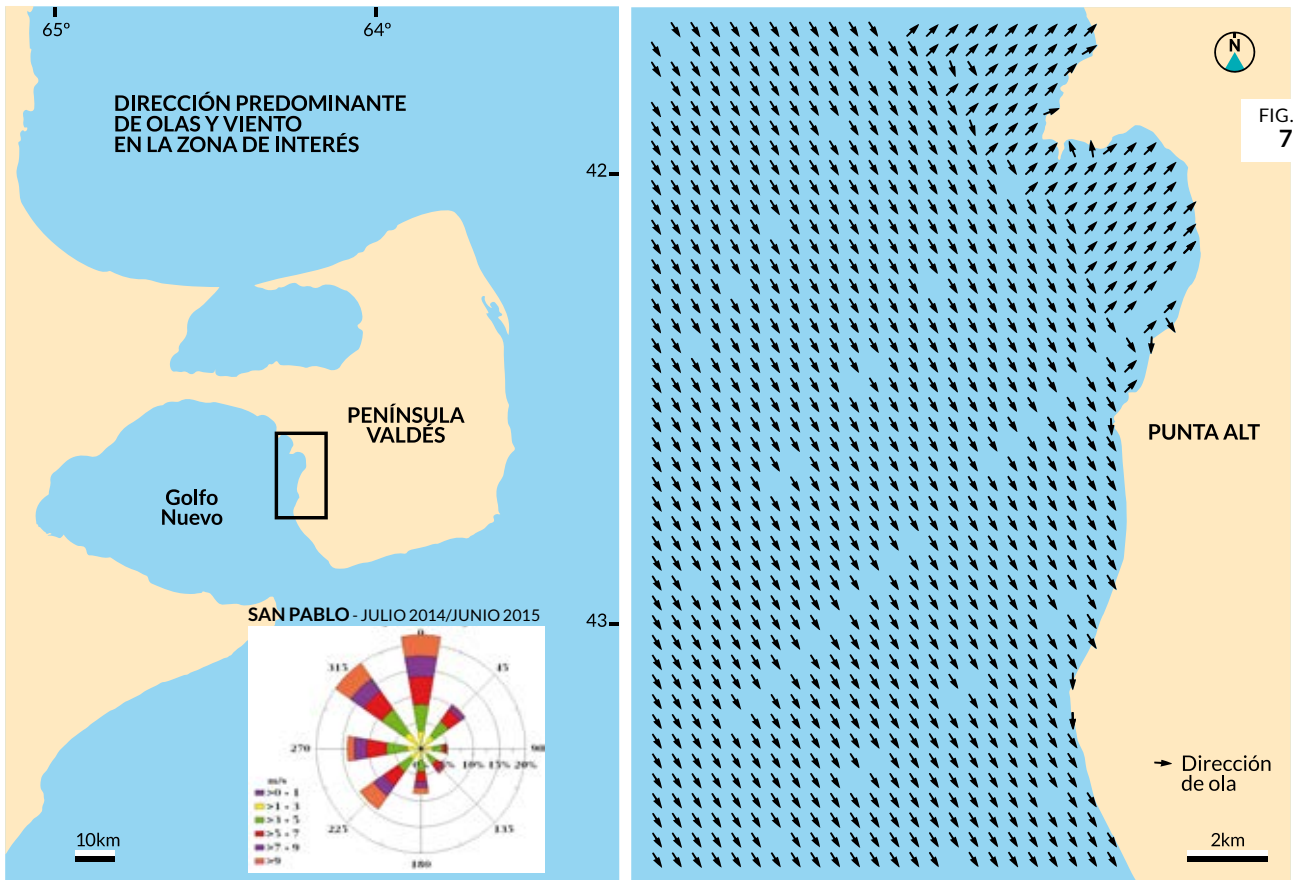 65º
64º
DIRECCIÓN PREDOMINANTE
DE OLAS Y VIENTO
EN LA ZONA DE INTERÉS
42
PENÍNSULA
VALDÉS
Golfo
Nuevo
43
SAN PABLO - JULIO 2014/JUNIO 2015
0
315
45
270
90
10% 15% 20%
225
135
180
m/s
>0 - 1
>1 - 3
>3 - 5
>5 - 7
>7 - 9
>9
10km
N
FIG.
7
PUNTA ALT
Dirección
de ola
2km